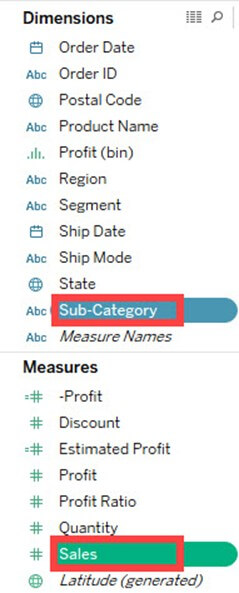 Dimensions
Order Date
Abc Order ID
Postal Code
Abc Product Name
Profit (bin)
Abc Region
Abc Segment
Ship Date
Abc Ship Mode
State
Abc Sub-Category
Abc Measure Names
Measures
=# -Profit
# Discount
=# Estimated Profit
# Profit
# Profit Ratio
# Quantity
# Sales
Latitude (generated)